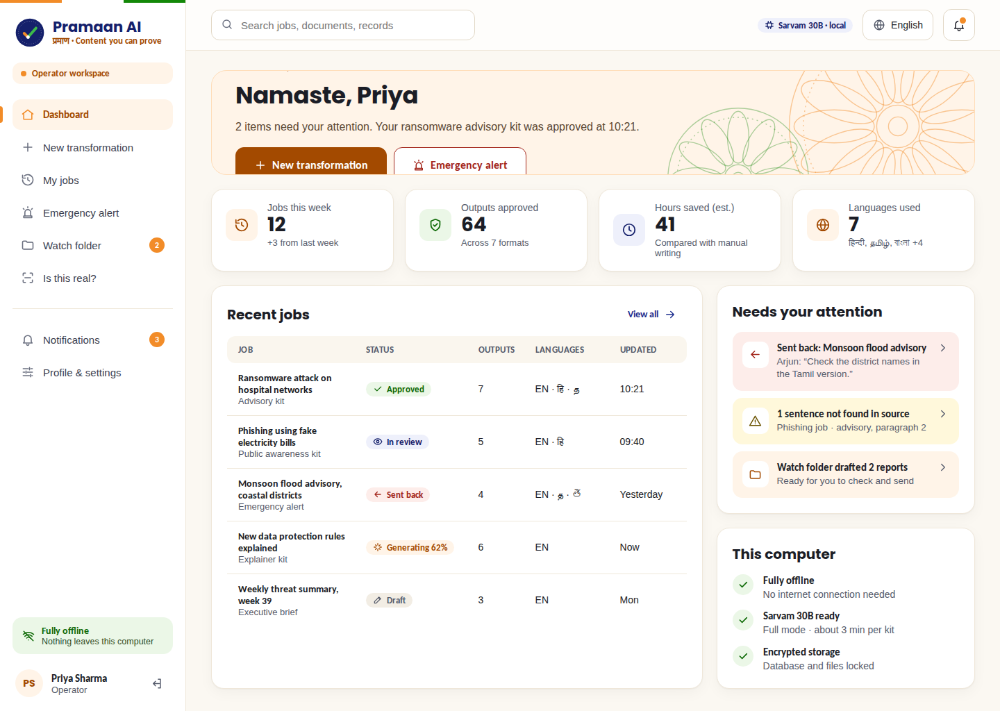 Pramaan AI
प्रमाण · Content you can prove
Operator workspace
Dashboard
New transformation
My jobs
Emergency alert
Watch folder
2
Is this real?
Notifications
3
Profile & settings
Fully offline
Nothing leaves this computer
PS
Priya Sharma
Operator
Search jobs, documents, records
Sarvam 30B · local
English
Namaste, Priya
2 items need your attention. Your ransomware advisory kit was approved at 10:21.
New transformation
Emergency alert
Jobs this week
12
+3 from last week
Outputs approved
64
Across 7 formats
Hours saved (est.)
41
Compared with manual
writing
Languages used
7
हिन्दी, தமிழ், বাংলা +4
Recent jobs
View all
JOB STATUS OUTPUTS LANGUAGES UPDATED
Ransomware attack on
hospital networks
Advisory kit
Approved
7
EN · हि · த
10:21
Phishing using fake
electricity bills
Public awareness kit
In review
5
EN · हि
09:40
Monsoon flood advisory,
coastal districts
Emergency alert
Sent back
4
EN · த · తె
Yesterday
New data protection rules
explained
Explainer kit
Generating 62%
6
EN
Now
Weekly threat summary,
week 39
Executive brief
Draft
3
EN
Mon
Needs your attention
Sent back: Monsoon flood advisory
Arjun: “Check the district names in
the Tamil version.”
1 sentence not found in source
Phishing job · advisory, paragraph 2
Watch folder drafted 2 reports
Ready for you to check and send
This computer
Fully offline
No internet connection needed
Sarvam 30B ready
Full mode · about 3 min per kit
Encrypted storage
Database and files locked